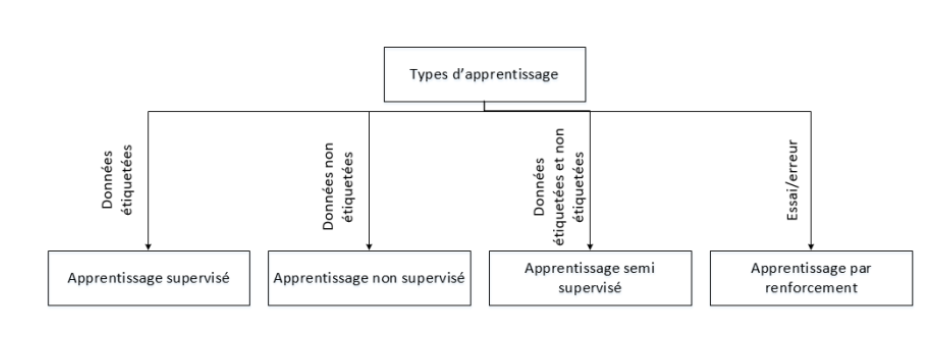 Types d’apprentissage
Données
étiquetées
Données non
étiquetées
Données
étiquetées et non
étiquetées
Essai/erreur
Apprentissage supervisé
Apprentissage non supervisé
Apprentissage semi
supervisé
Apprentissage par
renforcement